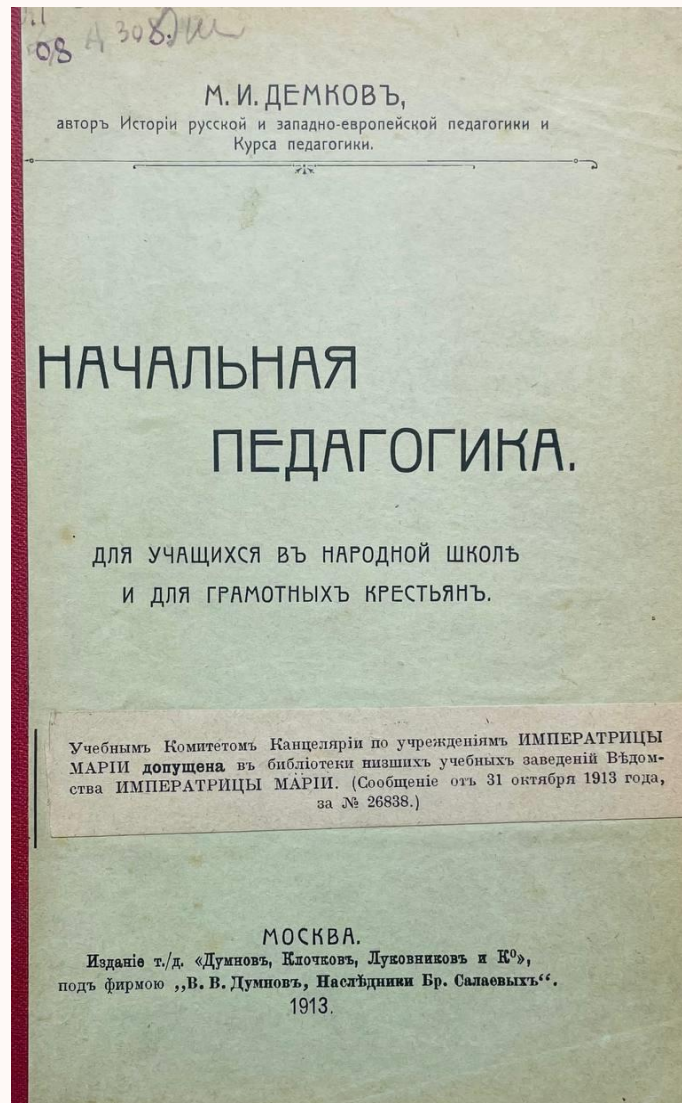 08
308.
М. И. ДЕМКОВЪ,
авторъ Исторіи русской и западно-европейской педагогики и
Курса педагогики.
НАЧАЛЬНАЯ
ПЕДАГОГИКА.
ДЛЯ УЧАЩИХСЯ ВЪ НАРОДНОЙ ШКОЛѢ
И ДЛЯ ГРАМОТНЫХЪ КРЕСТЬЯНЪ.
Учебнымъ Комитетомъ Канцеляріи по учрежденіямъ ИМПЕРАТРИЦЫ
МАРІИ допущена въ библіотеки низшихъ учебныхъ заведеній Вѣдом-
ства ИМПЕРАТРИЦЫ МАРІИ. (Сообщеніе отъ 31 октября 1913 года,
за № 26838.)
МОСКВА.
Изданіе т./д. «Думновъ, Клочковъ, Луковниковъ и К⁰»,
подъ фирмою „В. В. Думновъ, Наслѣдники Бр. Салаевыхъ“.
1913.